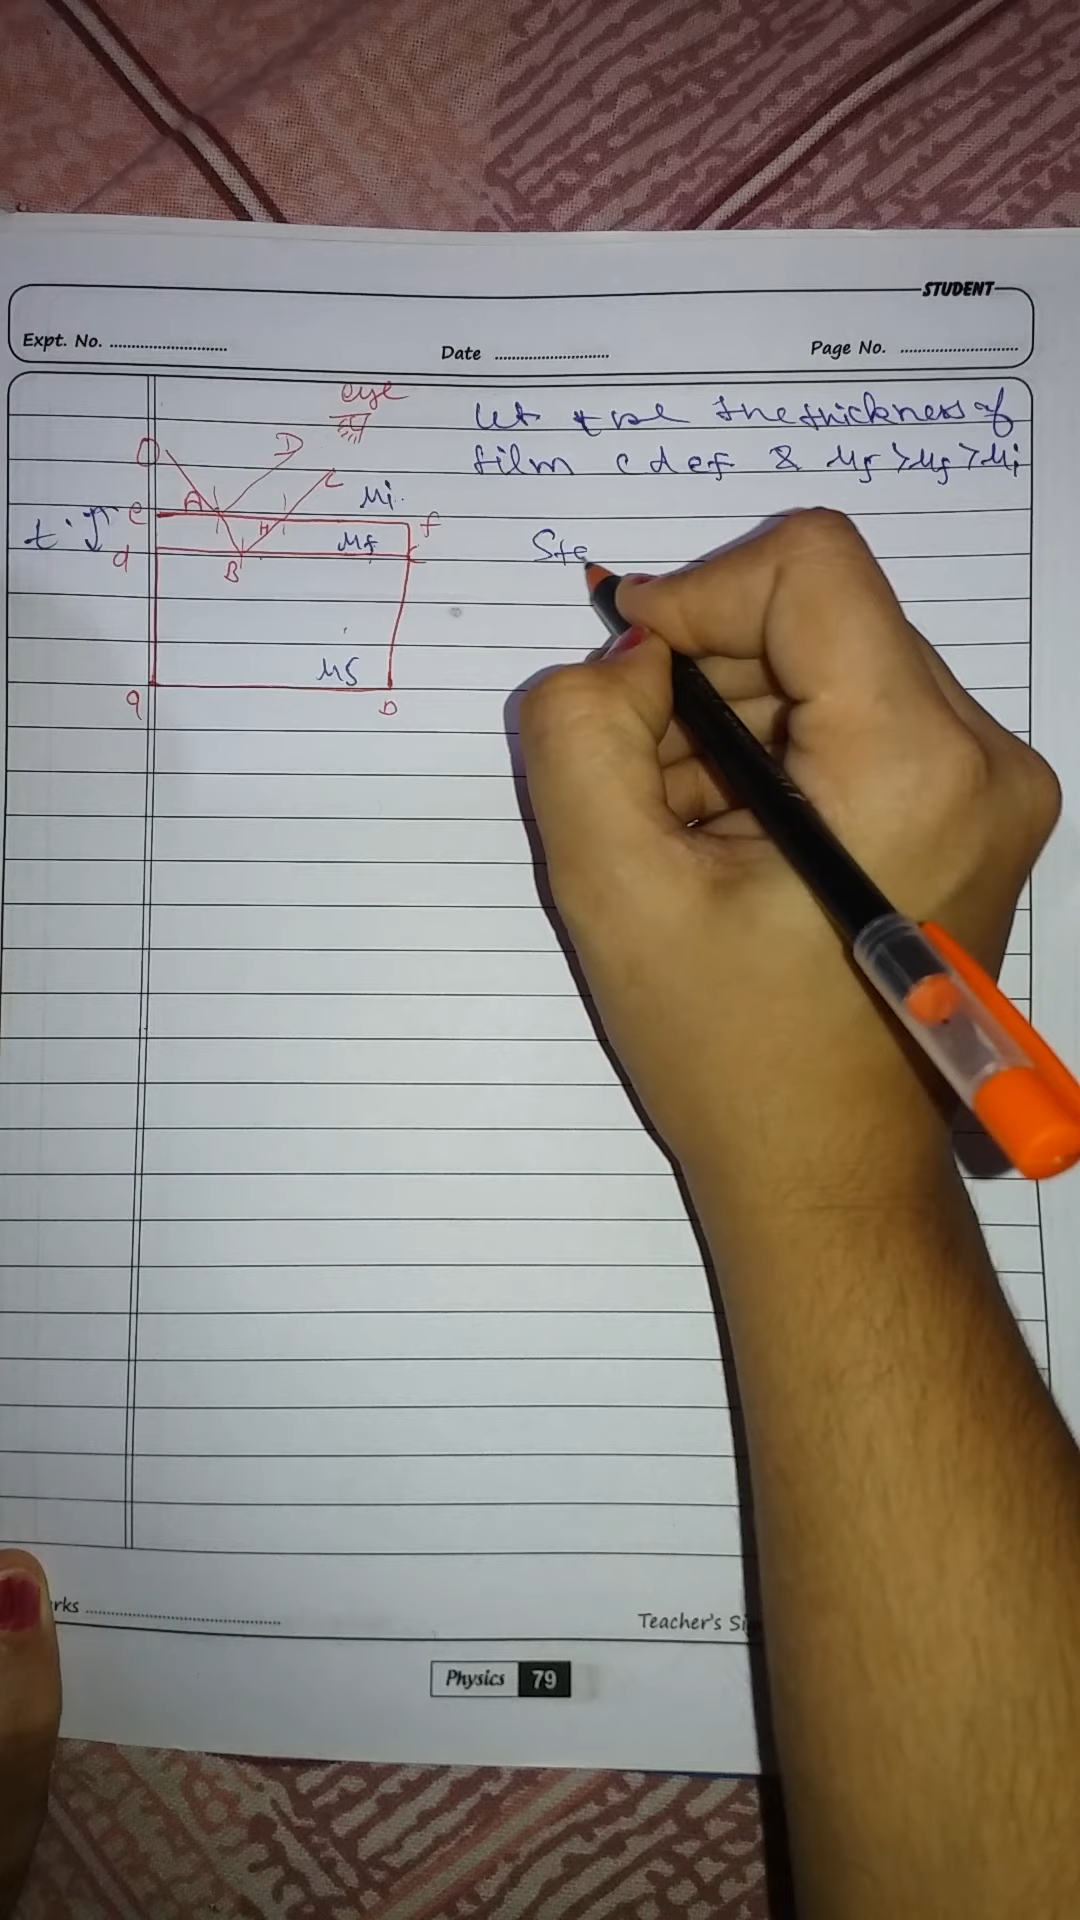 STUDENT
Expt. No. ............................
Date ...........................
Page No. ............................
eye
Let t be the thickness of
film cdef & μs > μf > μi
O
D
C
A
μi
e
f
t
H
μf
d
B
Ste
μs
a
D
rks
Teacher's Si
Physics 79